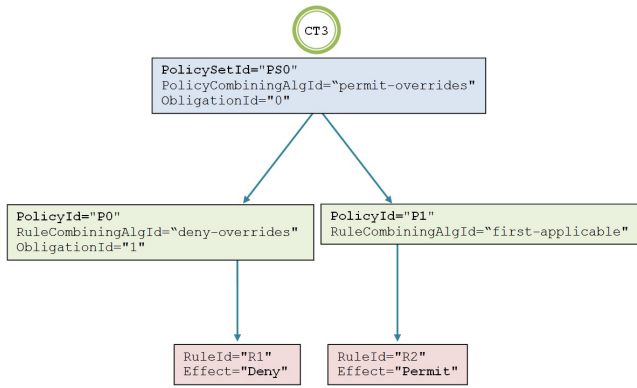 CT3
PolicySetId="PS0"
PolicyCombiningAlgId=“permit-overrides"
ObligationId="0"
PolicyId="P0"
RuleCombiningAlgId=“deny-overrides"
ObligationId="1"
PolicyId="P1"
RuleCombiningAlgId=“first-applicable"
RuleId="R1"
Effect="Deny"
RuleId="R2"
Effect="Permit"